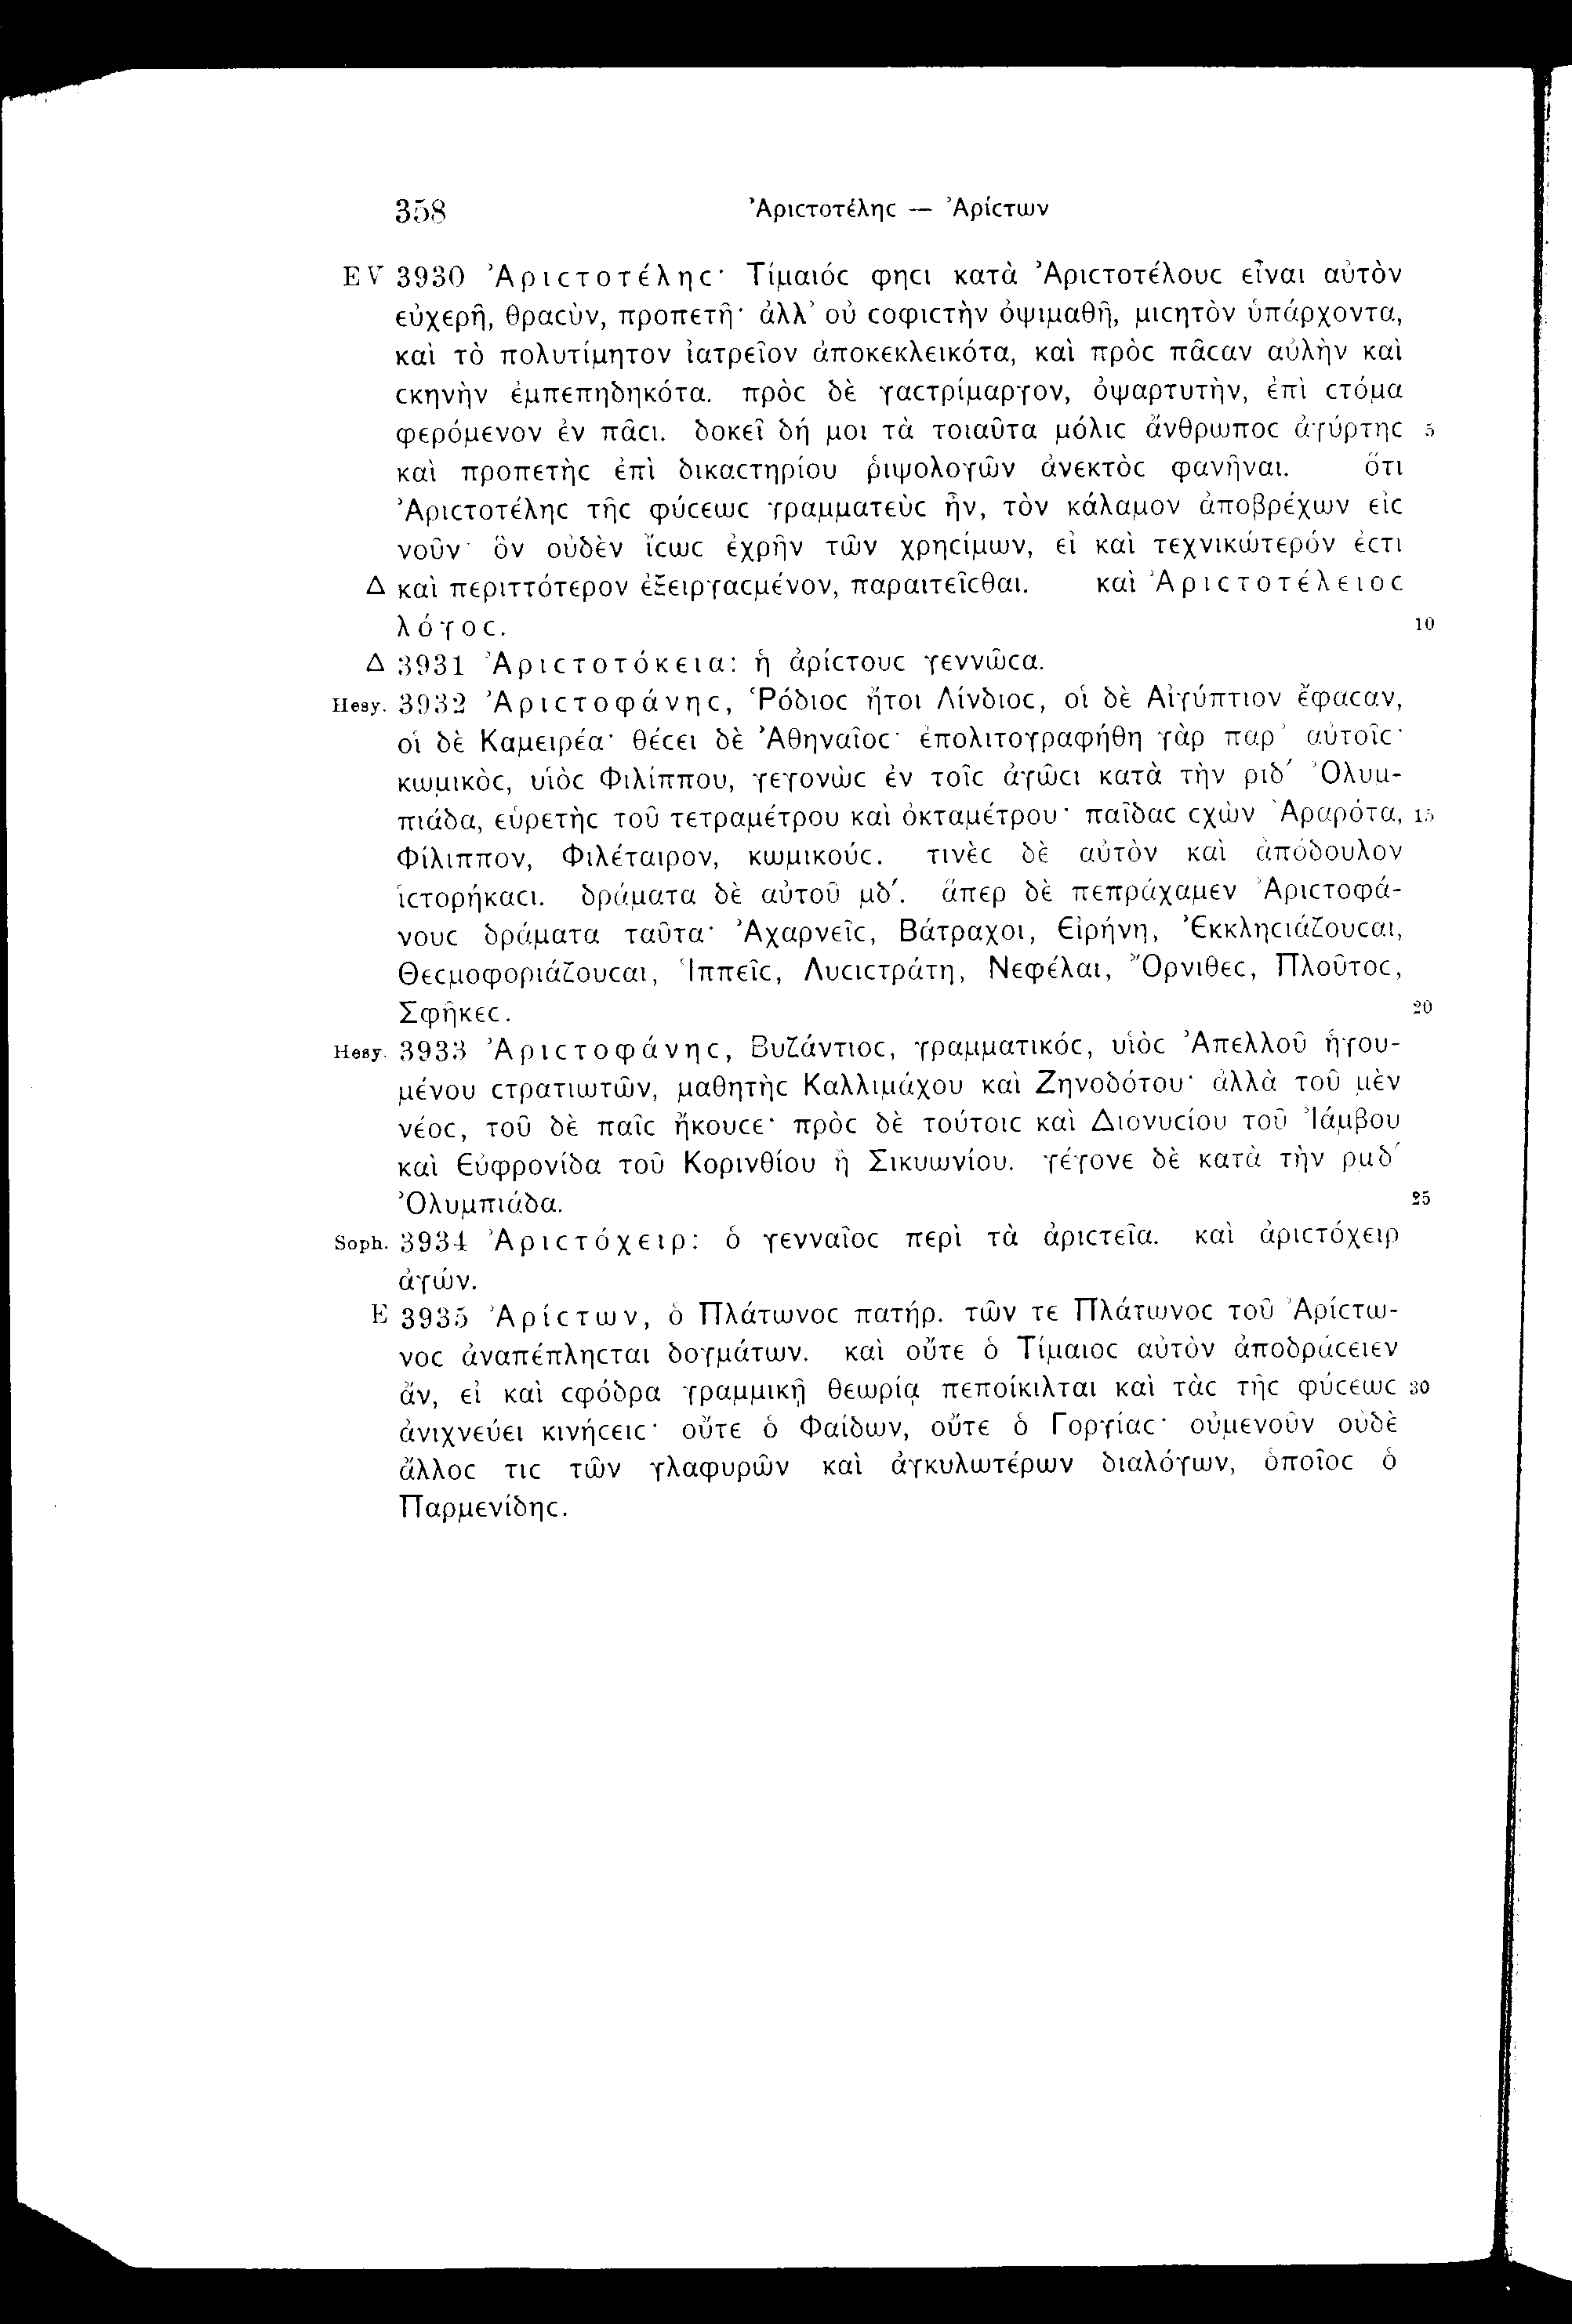 358 Ἀριϲτοτέληϲ — Ἀρίϲτων
EV 3930 Ἀριϲτοτέληϲ· Τίμαιόϲ φηϲι κατὰ Ἀριϲτοτέλουϲ εἶναι αὐτὸν
εὐχερῆ, θραϲὺν, προπετῆ· ἀλλ’ οὐ ϲοφιϲτὴν ὀψιμαθῆ, μιϲητὸν ὑπάρχοντα,
καὶ τὸ πολυτίμητον ἰατρεῖον ἀποκεκλεικότα, καὶ πρὸϲ πᾶϲαν αὐλὴν καὶ
ϲκηνὴν ἐμπεπηδηκότα. πρὸϲ δὲ γαϲτρίμαργον, ὀψαρτυτὴν, ἐπὶ ϲτόμα
φερόμενον ἐν πᾶϲι. δοκεῖ δή μοι τὰ τοιαῦτα μόλιϲ ἄνθρωποϲ ἀγύρτηϲ 5
καὶ προπετὴϲ ἐπὶ δικαϲτηρίου ῥιψολογῶν ἀνεκτὸϲ φανῆναι. ὅτι
Ἀριϲτοτέληϲ τῆϲ φύϲεωϲ γραμματεὺϲ ἦν, τὸν κάλαμον ἀποβρέχων εἰϲ
νοῦν· ὃν οὐδὲν ἴϲωϲ ἐχρῆν τῶν χρηϲίμων, εἰ καὶ τεχνικώτερόν ἐϲτι
Δ καὶ περιττότερον ἐξειργαϲμένον, παραιτεῖϲθαι. καὶ Ἀριϲτοτέλειοϲ
λόγοϲ. 10
Δ 3931 Ἀριϲτοτόκεια: ἡ ἀρίϲτουϲ γεννῶϲα.
Hesy. 3932 Ἀριϲτοφάνηϲ, Ῥόδιοϲ ἤτοι Λίνδιοϲ, οἱ δὲ Αἰγύπτιον ἔφαϲαν,
οἱ δὲ Καμειρέα· θέϲει δὲ Ἀθηναῖοϲ· ἐπολιτογραφήθη γὰρ παρ’ αὐτοῖϲ·
κωμικὸϲ, υἱὸϲ Φιλίππου, γεγονὼϲ ἐν τοῖϲ ἀγῶϲι κατὰ τὴν ριδ´ Ὀλυμ-
πιάδα, εὑρετὴϲ τοῦ τετραμέτρου καὶ ὀκταμέτρου· παῖδαϲ ϲχὼν Ἀραρότα, 15
Φίλιππον, Φιλέταιρον, κωμικούϲ. τινὲϲ δὲ αὐτὸν καὶ ἀπόδουλον
ἱϲτορήκαϲι. δράματα δὲ αὐτοῦ μδ´. ἅπερ δὲ πεπράχαμεν Ἀριϲτοφά-
νουϲ δράματα ταῦτα· Ἀχαρνεῖϲ, Βάτραχοι, Εἰρήνη, Ἐκκληϲιάζουϲαι,
Θεϲμοφοριάζουϲαι, Ἱππεῖϲ, Λυϲιϲτράτη, Νεφέλαι, Ὄρνιθεϲ, Πλοῦτοϲ,
Σφῆκεϲ. 20
Hesy. 3933 Ἀριϲτοφάνηϲ, Βυζάντιοϲ, γραμματικόϲ, υἱὸϲ Ἀπελλοῦ ἡγου-
μένου ϲτρατιωτῶν, μαθητὴϲ Καλλιμάχου καὶ Ζηνοδότου· ἀλλὰ τοῦ μὲν
νέοϲ, τοῦ δὲ παῖϲ ἤκουϲε· πρὸϲ δὲ τούτοιϲ καὶ Διονυϲίου τοῦ Ἰάμβου
καὶ Εὐφρονίδα τοῦ Κορινθίου ἢ Σικυωνίου. γέγονε δὲ κατὰ τὴν ρμδ´
Ὀλυμπιάδα. 25
Soph. 3934 Ἀριϲτόχειρ: ὁ γενναῖοϲ περὶ τὰ ἀριϲτεῖα. καὶ ἀριϲτόχειρ
ἀγών.
E 3935 Ἀρίϲτων, ὁ Πλάτωνοϲ πατήρ. τῶν τε Πλάτωνοϲ τοῦ Ἀρίϲτω-
νοϲ ἀναπέπληϲται δογμάτων. καὶ οὔτε ὁ Τίμαιοϲ αὐτὸν ἀποδράϲειεν
ἄν, εἰ καὶ ϲφόδρα γραμμικῇ θεωρίᾳ πεποίκιλται καὶ τὰϲ τῆϲ φύϲεωϲ 30
ἀνιχνεύει κινήϲειϲ· οὔτε ὁ Φαίδων, οὔτε ὁ Γοργίαϲ· οὐμενοῦν οὐδὲ
ἄλλοϲ τιϲ τῶν γλαφυρῶν καὶ ἀγκυλωτέρων διαλόγων, ὁποῖοϲ ὁ
Παρμενίδηϲ.